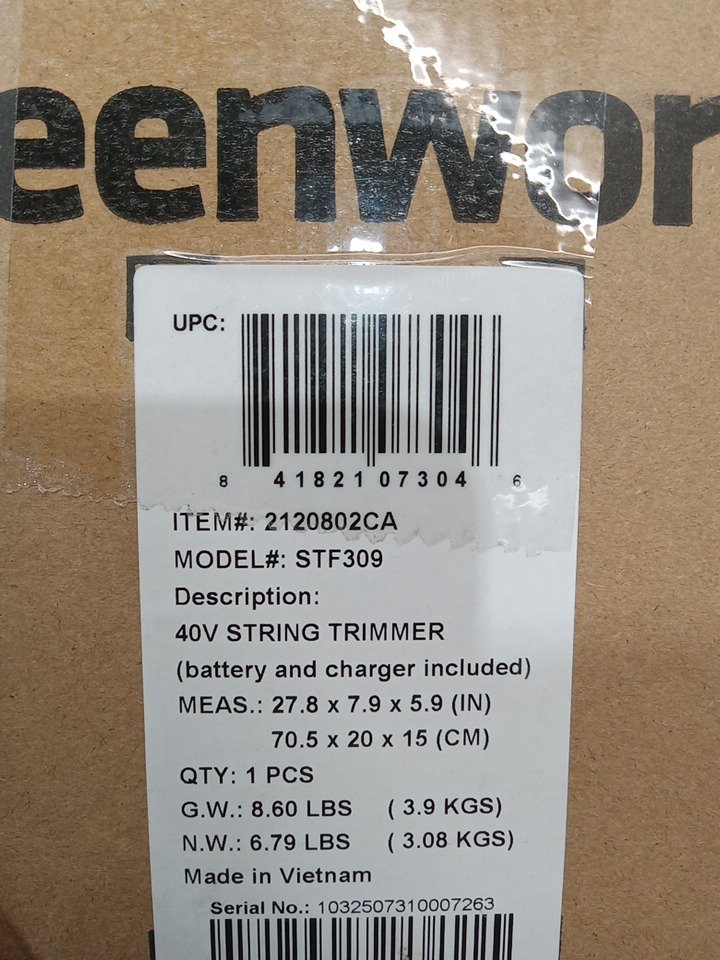 eenwor
UPC:
8 41821 07304 6
ITEM#: 2120802CA
MODEL#: STF309
Description:
40V STRING TRIMMER
(battery and charger included)
MEAS.: 27.8 x 7.9 x 5.9 (IN)
70.5 x 20 x 15 (CM)
QTY: 1 PCS
G.W.: 8.60 LBS ( 3.9 KGS)
N.W.: 6.79 LBS ( 3.08 KGS)
Made in Vietnam
Serial No.: 1032507310007263